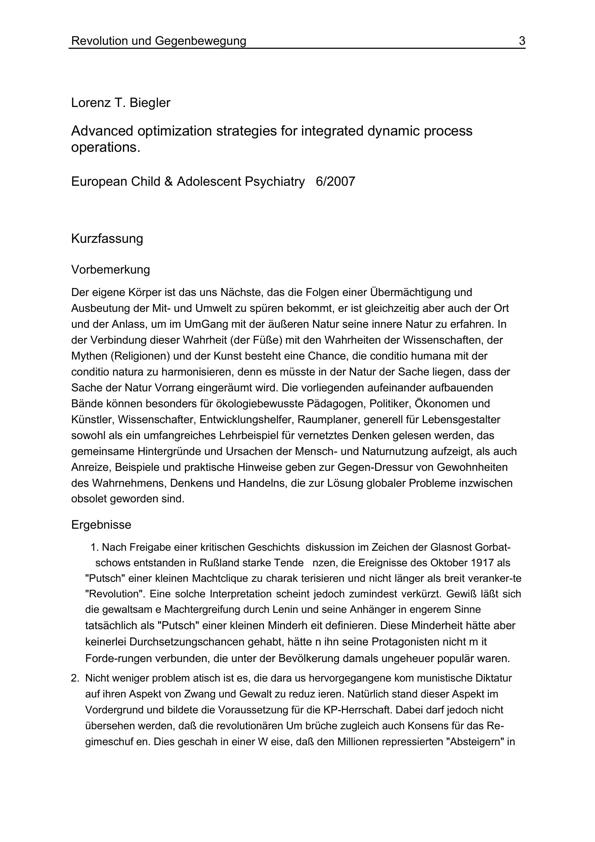 Revolution und Gegenbewegung 3
Lorenz T. Biegler
Advanced optimization strategies for integrated dynamic process
operations.
European Child & Adolescent Psychiatry 6/2007
Kurzfassung
Vorbemerkung
Der eigene Körper ist das uns Nächste, das die Folgen einer Übermächtigung und
Ausbeutung der Mit- und Umwelt zu spüren bekommt, er ist gleichzeitig aber auch der Ort
und der Anlass, um im UmGang mit der äußeren Natur seine innere Natur zu erfahren. In
der Verbindung dieser Wahrheit (der Füße) mit den Wahrheiten der Wissenschaften, der
Mythen (Religionen) und der Kunst besteht eine Chance, die conditio humana mit der
conditio natura zu harmonisieren, denn es müsste in der Natur der Sache liegen, dass der
Sache der Natur Vorrang eingeräumt wird. Die vorliegenden aufeinander aufbauenden
Bände können besonders für ökologiebewusste Pädagogen, Politiker, Ökonomen und
Künstler, Wissenschafter, Entwicklungshelfer, Raumplaner, generell für Lebensgestalter
sowohl als ein umfangreiches Lehrbeispiel für vernetztes Denken gelesen werden, das
gemeinsame Hintergründe und Ursachen der Mensch- und Naturnutzung aufzeigt, als auch
Anreize, Beispiele und praktische Hinweise geben zur Gegen-Dressur von Gewohnheiten
des Wahrnehmens, Denkens und Handelns, die zur Lösung globaler Probleme inzwischen
obsolet geworden sind.
Ergebnisse
1. Nach Freigabe einer kritischen Geschichts diskussion im Zeichen der Glasnost Gorbat-
schows entstanden in Rußland starke Tende nzen, die Ereignisse des Oktober 1917 als
"Putsch" einer kleinen Machtclique zu charak terisieren und nicht länger als breit veranker-te
"Revolution". Eine solche Interpretation scheint jedoch zumindest verkürzt. Gewiß läßt sich
die gewaltsam e Machtergreifung durch Lenin und seine Anhänger in engerem Sinne
tatsächlich als "Putsch" einer kleinen Minderh eit definieren. Diese Minderheit hätte aber
keinerlei Durchsetzungschancen gehabt, hätte n ihn seine Protagonisten nicht m it
Forde-rungen verbunden, die unter der Bevölkerung damals ungeheuer populär waren.
2. Nicht weniger problem atisch ist es, die dara us hervorgegangene kom munistische Diktatur
auf ihren Aspekt von Zwang und Gewalt zu reduz ieren. Natürlich stand dieser Aspekt im
Vordergrund und bildete die Voraussetzung für die KP-Herrschaft. Dabei darf jedoch nicht
übersehen werden, daß die revolutionären Um brüche zugleich auch Konsens für das Re-
gimeschuf en. Dies geschah in einer W eise, daß den Millionen repressierten "Absteigern" in